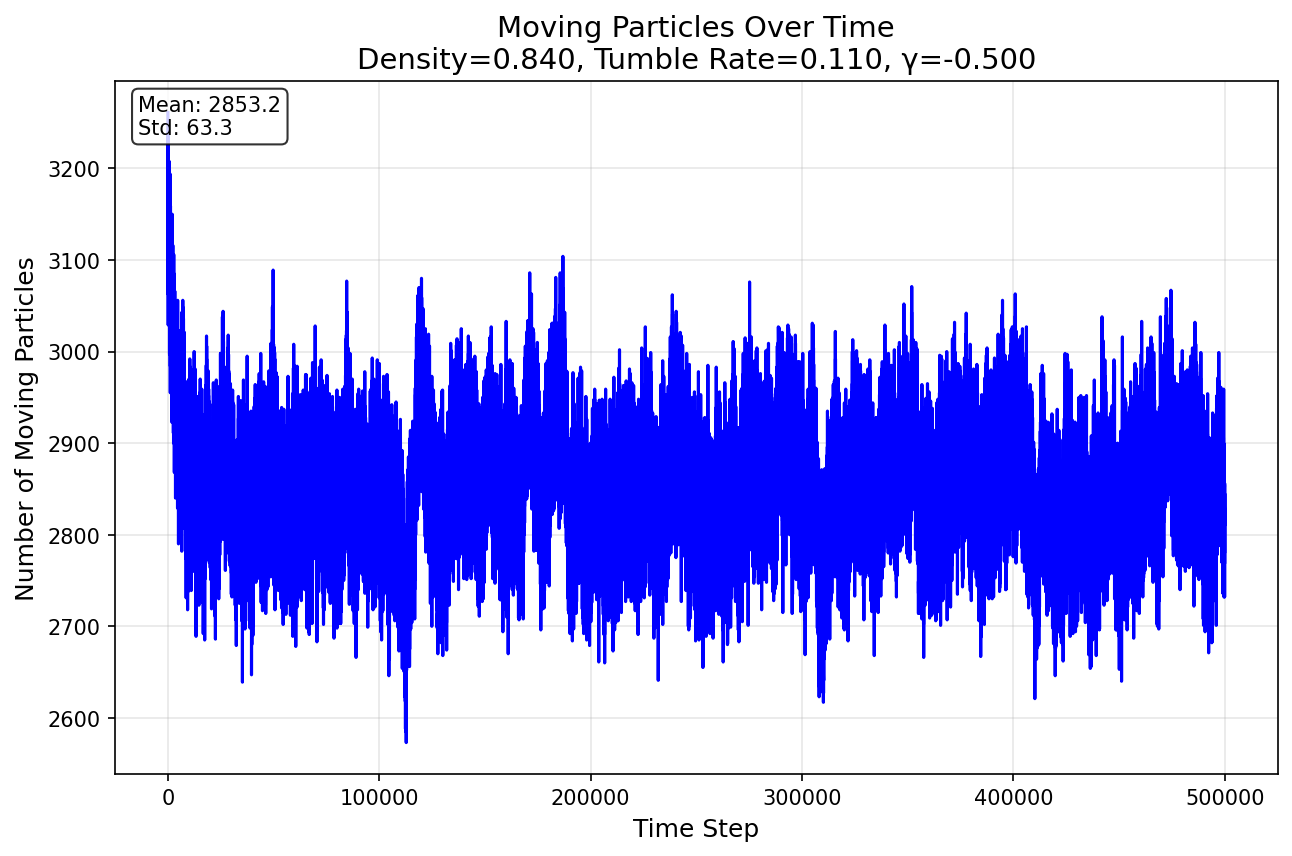 Moving Particles Over Time
Density=0.840, Tumble Rate=0.110, γ=-0.500
Mean: 2853.2
Std: 63.3
Number of Moving Particles
3200
3100
3000
2900
2800
2700
2600
0 100000 200000 300000 400000 500000
Time Step